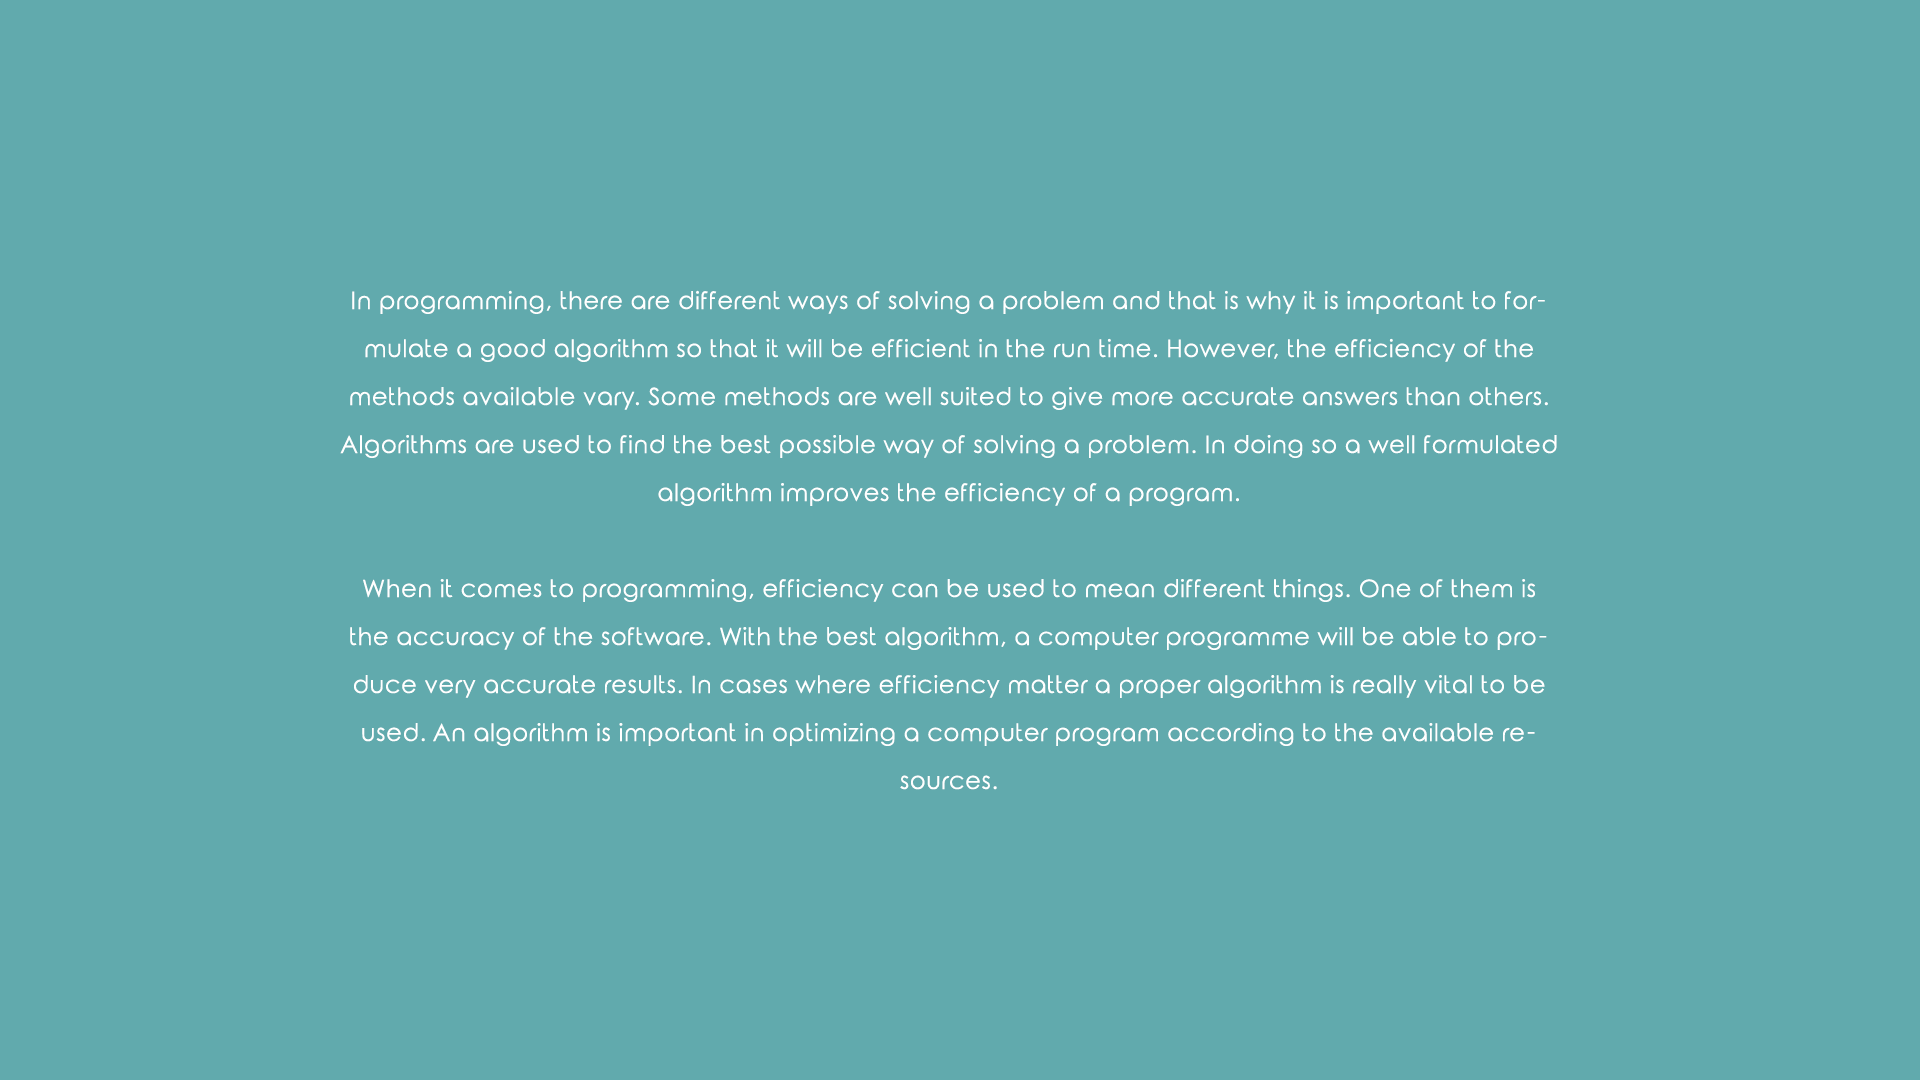 In programming, there are different ways of solving a problem and that is why it is important to for-
mulate a good algorithm so that it will be efficient in the run time. However, the efficiency of the
methods available vary. Some methods are well suited to give more accurate answers than others.
Algorithms are used to find the best possible way of solving a problem. In doing so a well formulated
algorithm improves the efficiency of a program.
When it comes to programming, efficiency can be used to mean different things. One of them is
the accuracy of the software. With the best algorithm, a computer programme will be able to pro-
duce very accurate results. In cases where efficiency matter a proper algorithm is really vital to be
used. An algorithm is important in optimizing a computer program according to the available re-
sources.